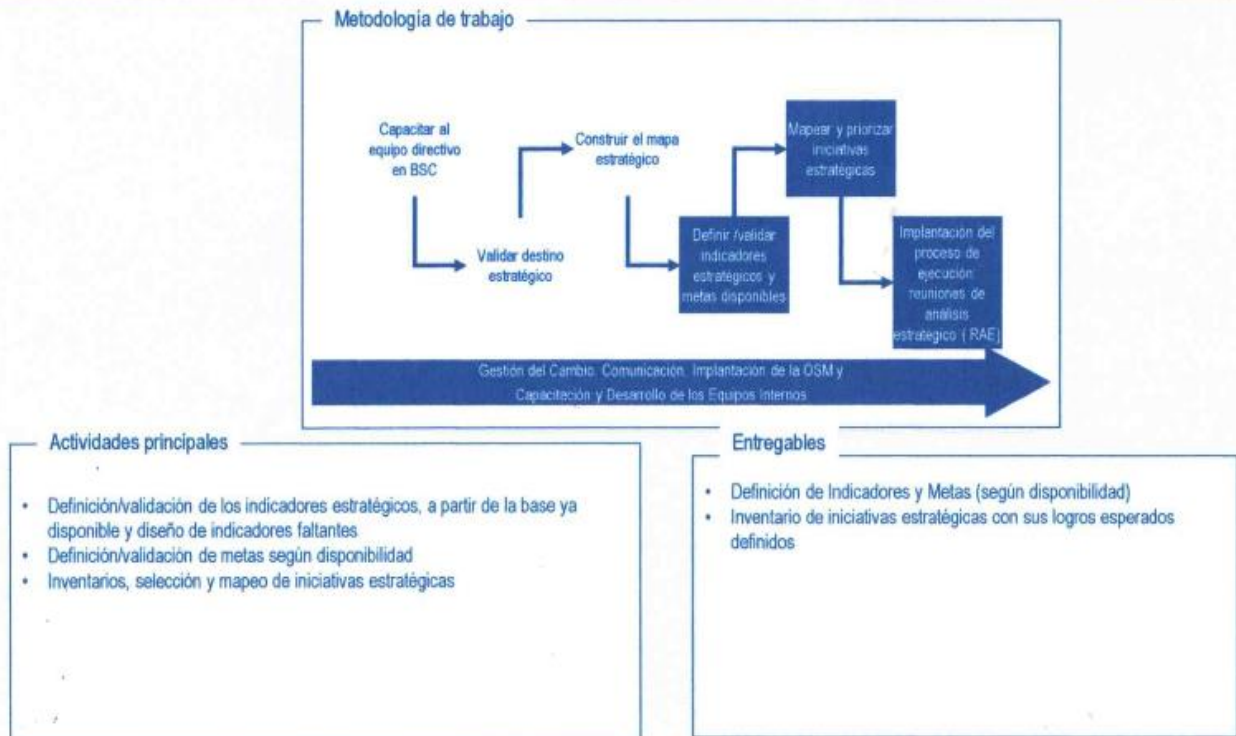 Metodología de trabajo
Capacitar al
equipo directivo
en BSC
Validar destino
estratégico
Construir el mapa
estratégico
Definir /validar
indicadores
estratégicos y
metas disponibles
Mapear y priorizar
iniciativas
estratégicas
Implantación del
proceso de
ejecución:
reuniones de
análisis
estratégico ( RAE)
Gestión del Cambio. Comunicación. Implantación de la OSM y
Capacitación y Desarrollo de los Equipos Internos
Actividades principales
• Definición/validación de los indicadores estratégicos, a partir de la base ya
disponible y diseño de indicadores faltantes
• Definición/validación de metas según disponibilidad
• Inventarios, selección y mapeo de iniciativas estratégicas
Entregables
• Definición de Indicadores y Metas (según disponibilidad)
• Inventario de iniciativas estratégicas con sus logros esperados
definidos